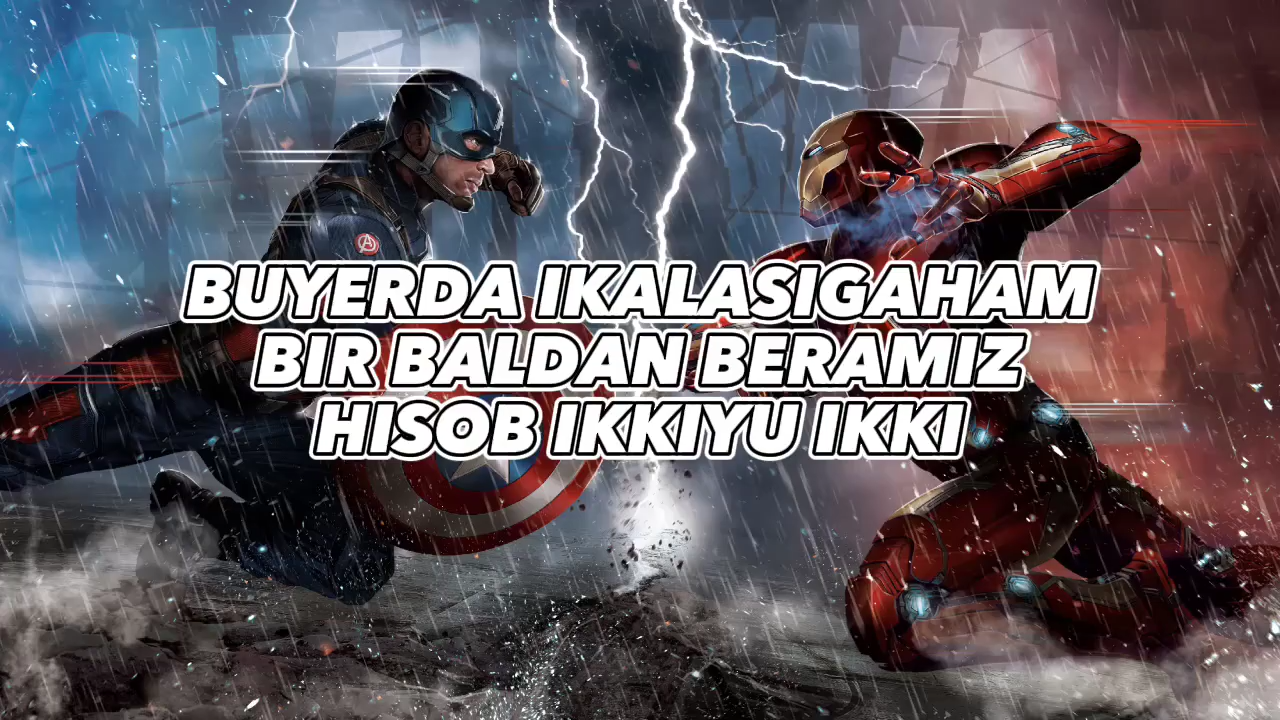 BUYERDA IKALASIGAHAM
BIR BALDAN BERAMIZ
HISOB IKKIYU IKKI